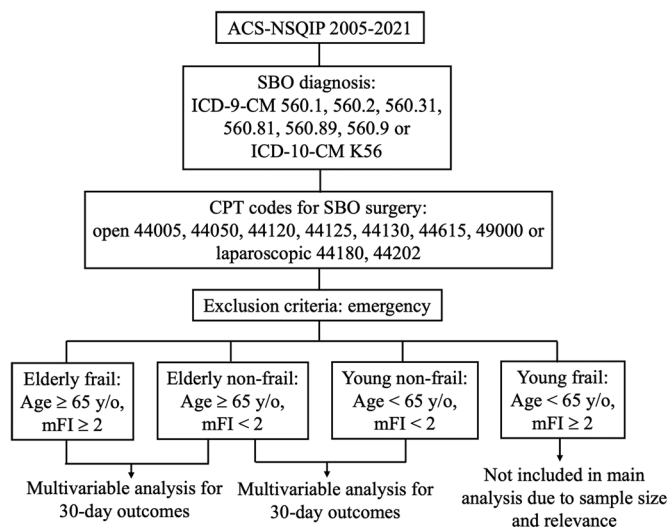 ACS-NSQIP 2005-2021
SBO diagnosis:
ICD-9-CM 560.1, 560.2, 560.31,
560.81, 560.89, 560.9 or
ICD-10-CM K56
CPT codes for SBO surgery:
open 44005, 44050, 44120, 44125, 44130, 44615, 49000 or
laparoscopic 44180, 44202
Exclusion criteria: emergency
Elderly frail:
Age ≥ 65 y/o,
mFI ≥ 2
Elderly non-frail:
Age ≥ 65 y/o,
mFI < 2
Young non-frail:
Age < 65 y/o,
mFI < 2
Young frail:
Age < 65 y/o,
mFI ≥ 2
Multivariable analysis for
30-day outcomes
Multivariable analysis for
30-day outcomes
Not included in main
analysis due to sample size
and relevance